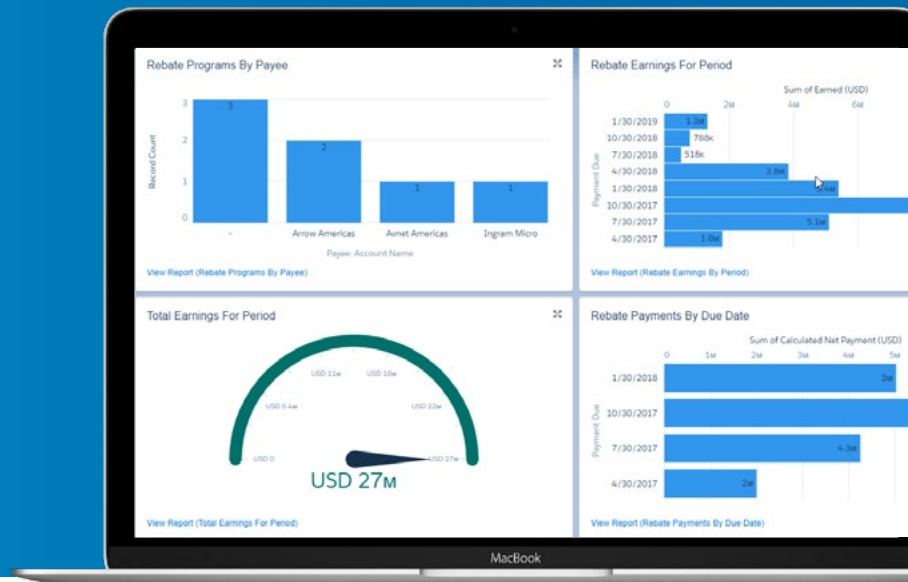 Rebate Programs By Payee
Record Count
3
2
1
0
3
2
1
1
-
Arrow Americas
Avnet Americas
Ingram Micro
Payee: Account Name
View Report (Rebate Programs By Payee)
Rebate Earnings For Period
Sum of Earned (USD)
0 2M 4M 6M
Payment Due
1/30/2019 1.3M
10/30/2018 788K
7/30/2018 518K
4/30/2018 3.8M
1/30/2018
10/30/2017
7/30/2017 5.1M
4/30/2017 1.8M
View Report (Rebate Earnings By Period)
Total Earnings For Period
USD 0
USD 5.4M
USD 11M
USD 16M
USD 22M
USD 27M
USD 27M
View Report (Total Earnings For Period)
Rebate Payments By Due Date
Sum of Calculated Net Payment (USD)
0 1M 2M 3M 4M 5M
Payment Due
1/30/2018 5M
10/30/2017
7/30/2017 4.3M
4/30/2017 2M
View Report (Rebate Payments By Due Date)
MacBook